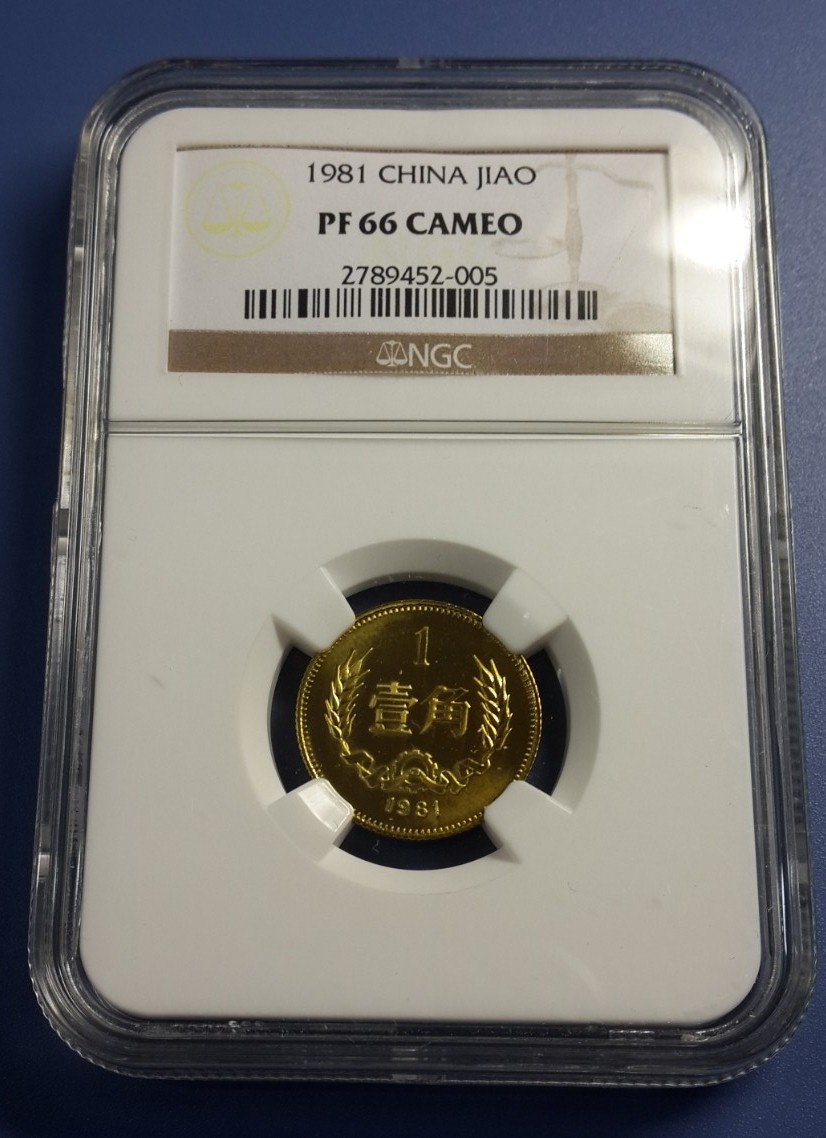 1981 CHINA JIAO
PF 66 CAMEO
2789452-005
NGC
1
壹角
1981